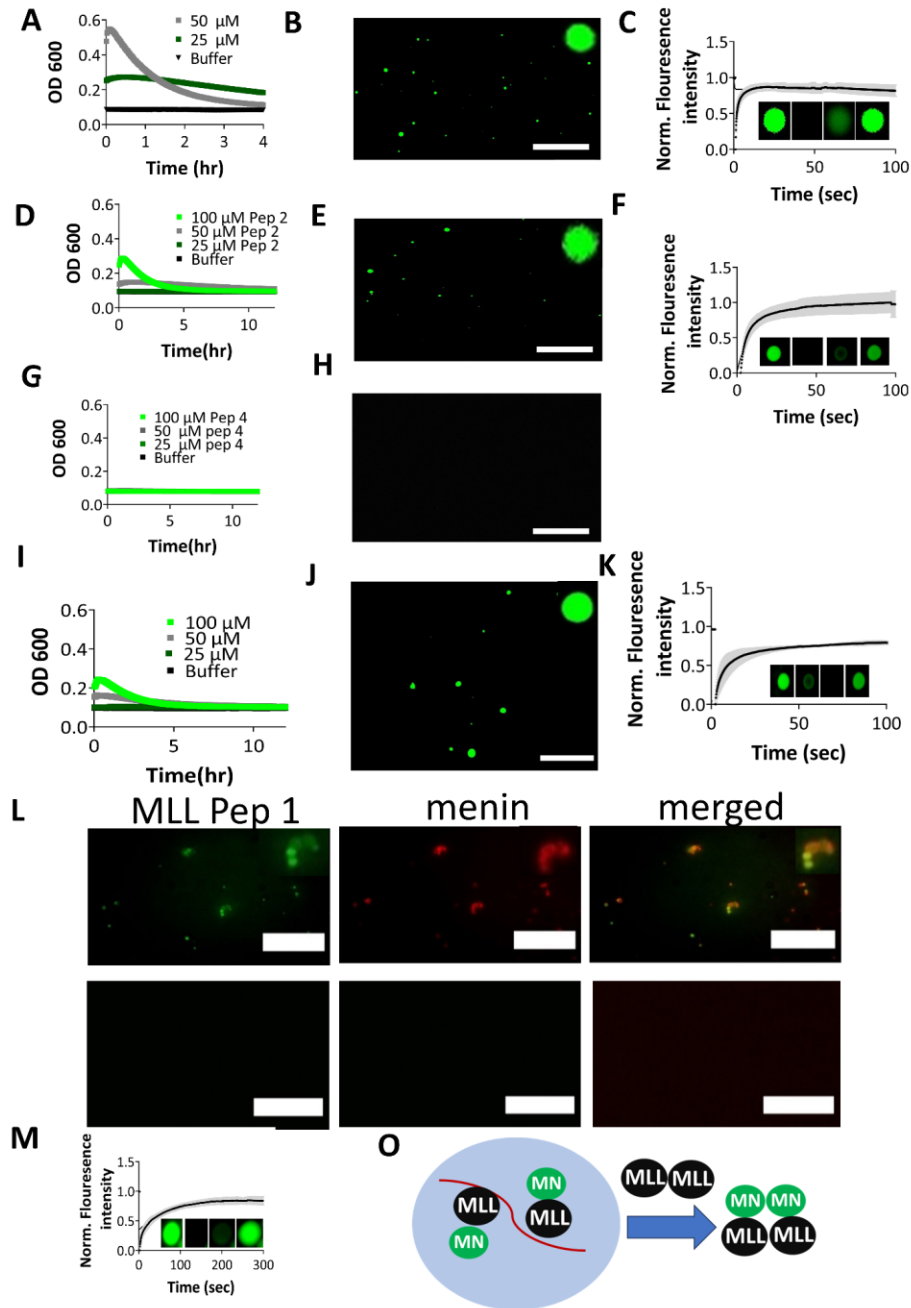 A
OD 600
0.6
0.4
0.2
0.0
0 1 2 3 4
Time (hr)
50 µM
25 µM
Buffer
B
C
Norm. Flouresence
intensity
1.5
1.0
0.5
0.0
0 50 100
Time (sec)
D
OD 600
0.6
0.4
0.2
0.0
0 5 10
Time(hr)
100 µM Pep 2
50 µM Pep 2
25 µM Pep 2
Buffer
E
F
Norm. Flouresence
intensity
1.5
1.0
0.5
0.0
0 50 100
Time (sec)
G
OD 600
0.6
0.4
0.2
0.0
0 5 10
Time(hr)
100 µM Pep 4
50 µM pep 4
25 µM pep 4
Buffer
H
I
OD 600
0.6
0.4
0.2
0.0
0 5 10
Time(hr)
100 µM
50 µM
25 µM
Buffer
J
K
Norm. Flouresence
intensity
1.5
1.0
0.5
0.0
0 50 100
Time (sec)
L
MLL Pep 1 menin merged
M
Norm. Flouresence
intensity
1.5
1.0
0.5
0.0
0 100 200 300
Time (sec)
O
MLL
MN
MN
MLL
MLL MLL
MN MN
MLL MLL